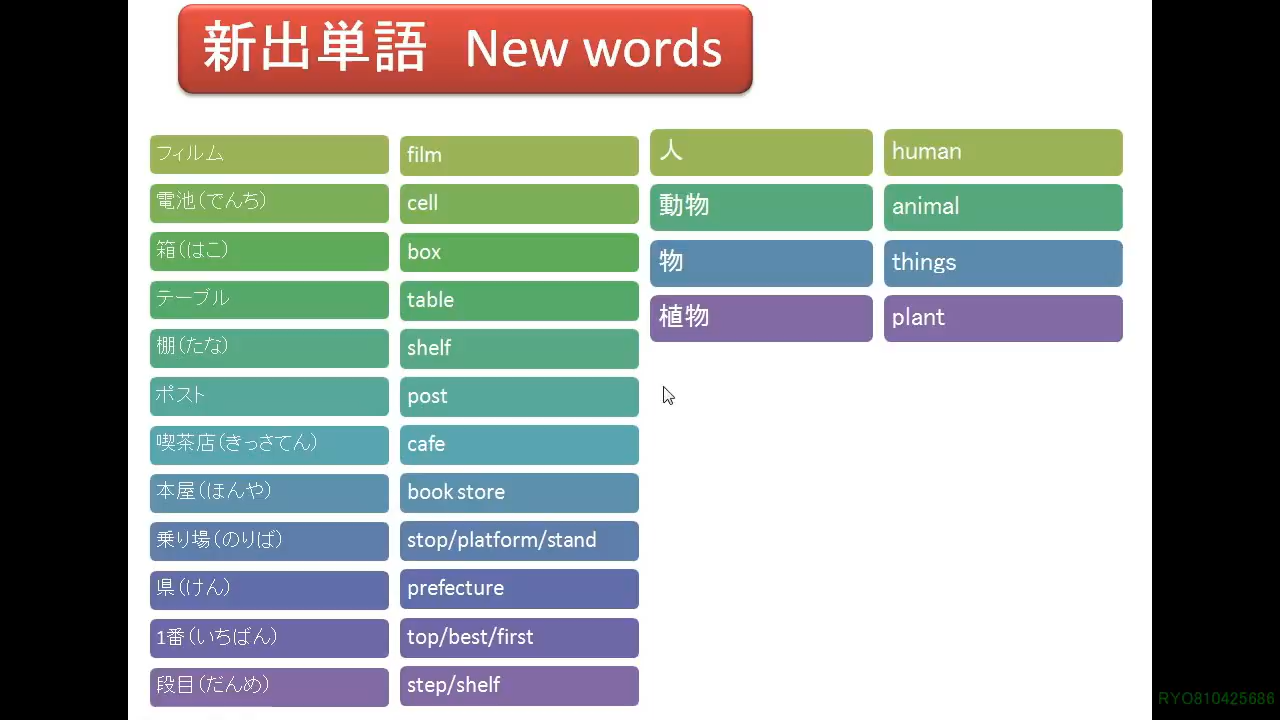 新出単語 New words
フィルム film
電池(でんち) cell
箱(はこ) box
テーブル table
棚(たな) shelf
ポスト post
喫茶店(きっさてん) cafe
本屋(ほんや) book store
乗り場(のりば) stop/platform/stand
県(けん) prefecture
1番(いちばん) top/best/first
段目(だんめ) step/shelf
人 human
動物 animal
物 things
植物 plant
RYO810425686